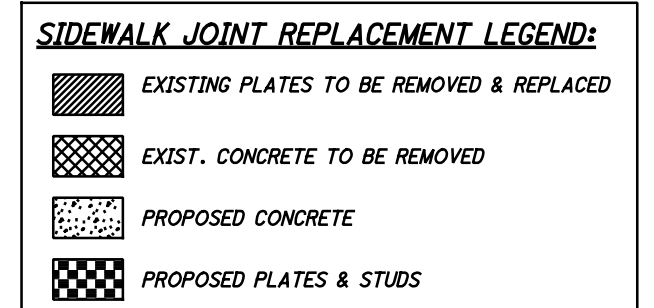 SIDEWALK JOINT REPLACEMENT LEGEND:
EXISTING PLATES TO BE REMOVED & REPLACED
EXIST. CONCRETE TO BE REMOVED
PROPOSED CONCRETE
PROPOSED PLATES & STUDS